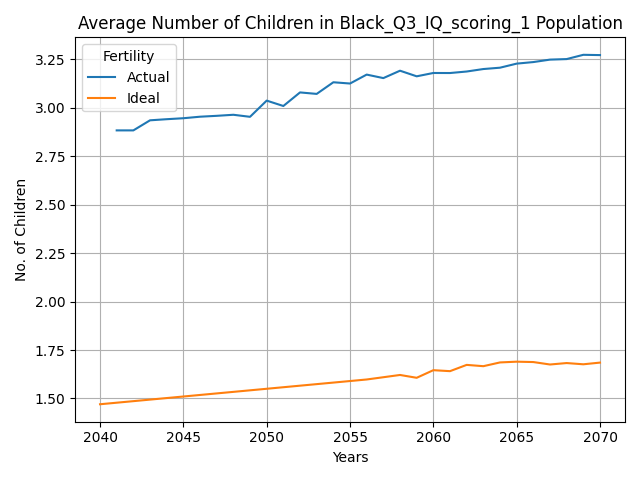 Average Number of Children in Black_Q3_IQ_scoring_1 Population
Fertility
Actual
Ideal
3.25
3.00
2.75
2.50
2.25
2.00
1.75
1.50
No. of Children
2040 2045 2050 2055 2060 2065 2070
Years